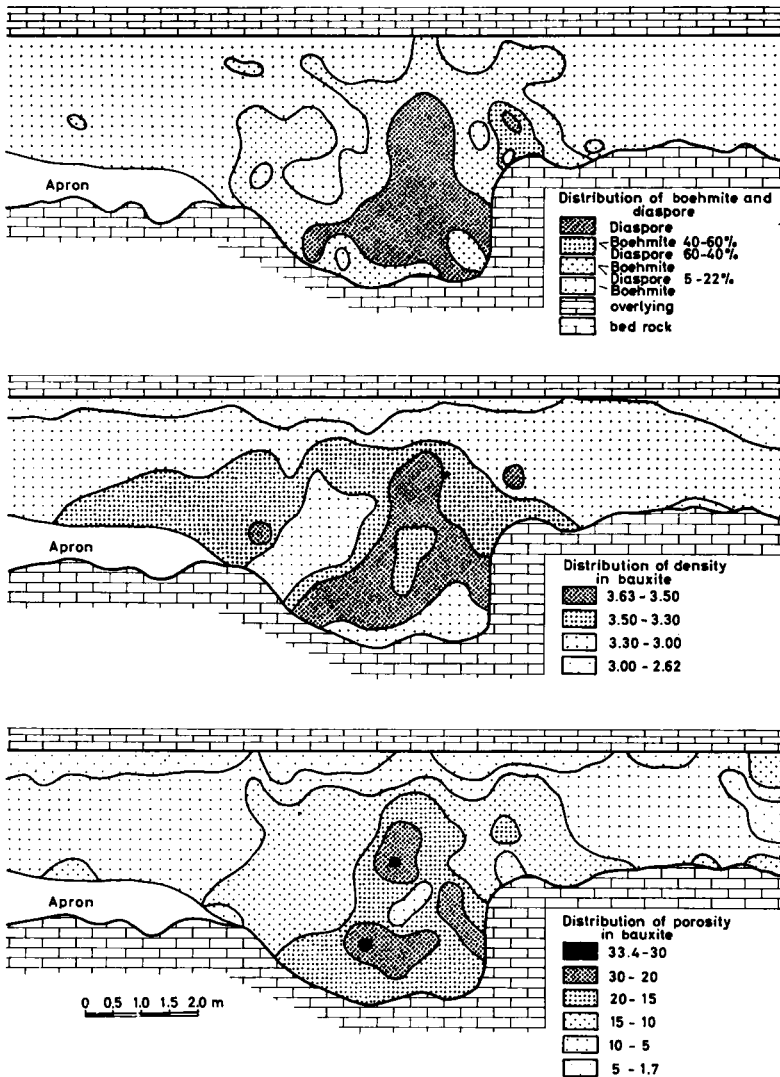 Apron
Distribution of boehmite and
diaspore
Diaspore
Boehmite 40-60%
Diaspore 60-40%
Boehmite
Diaspore 5-22%
Boehmite
overlying
bed rock
Apron
Distribution of density
in bauxite
3.63 - 3.50
3.50 - 3.30
3.30 - 3.00
3.00 - 2.62
Apron
Distribution of porosity
in bauxite
33.4-30
30 - 20
20 - 15
15 - 10
10 - 5
5 - 1.7
0 0.5 1.0 1.5 2.0 m